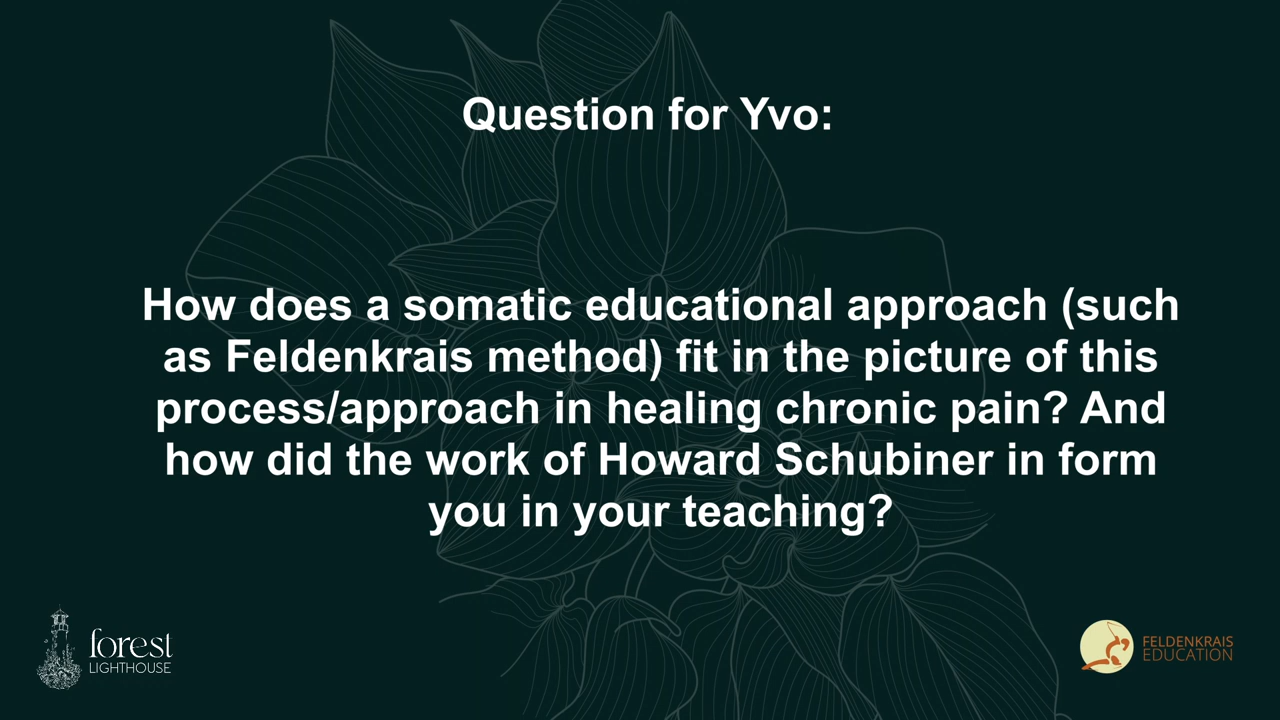 Question for Yvo:
How does a somatic educational approach (such
as Feldenkrais method) fit in the picture of this
process/approach in healing chronic pain? And
how did the work of Howard Schubiner in form
you in your teaching?
forest
LIGHTHOUSE
FELDENKRAIS
EDUCATION